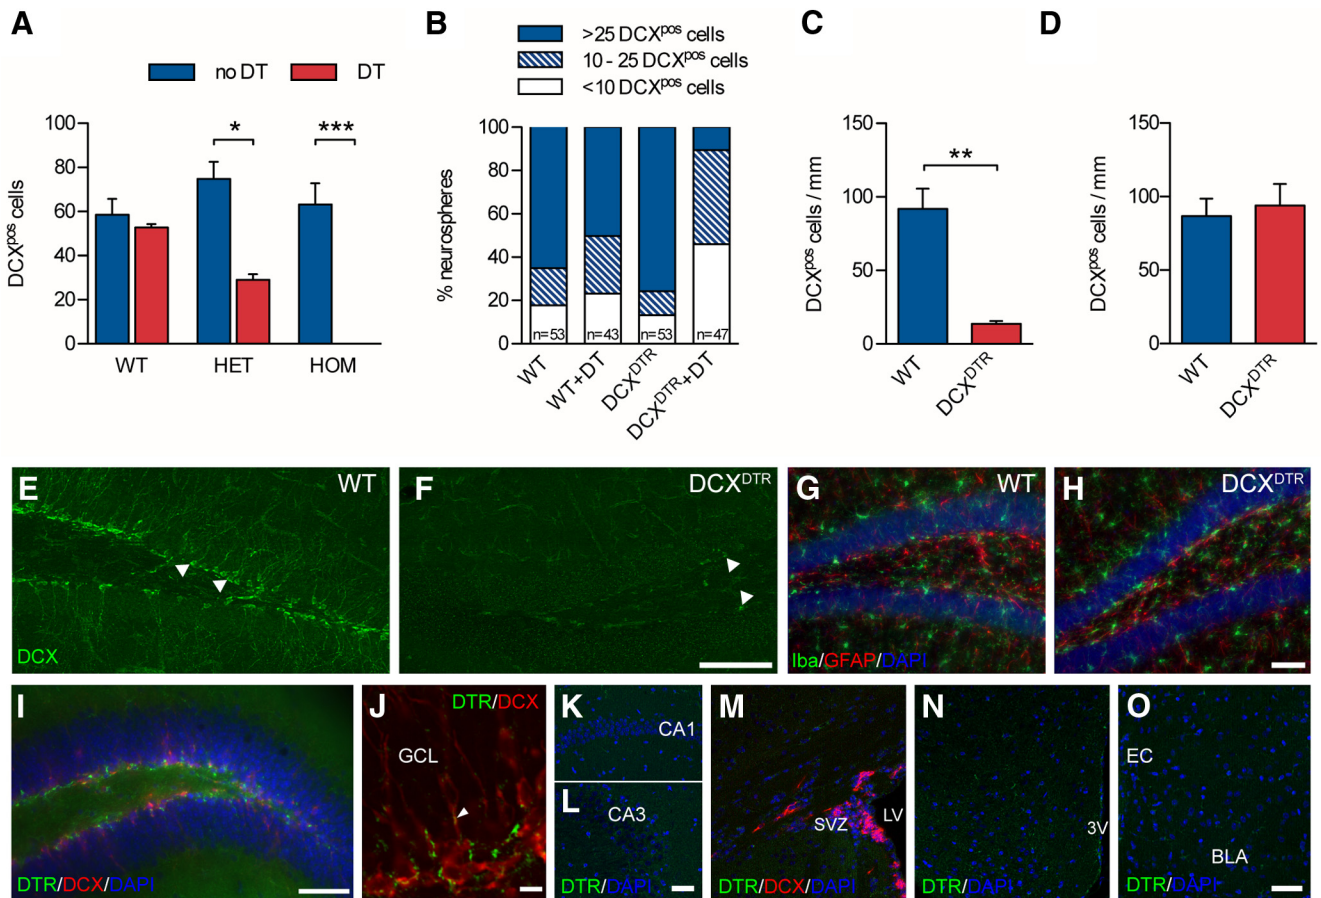 A
no DT DT
DCXpos cells
100
80
60
40
20
0
* ***
WT HET HOM
B
>25 DCXpos cells
10 - 25 DCXpos cells
<10 DCXpos cells
% neurospheres
100
80
60
40
20
0
n=53 n=43 n=53 n=47
WT WT+DT DCXDTR DCXDTR+DT
C
DCXpos cells / mm
150
100
50
0
**
WT DCXDTR
D
DCXpos cells / mm
150
100
50
0
WT DCXDTR
E WT
DCX
F DCXDTR
G WT
Iba/GFAP/DAPI
H DCXDTR
I
DTR/DCX/DAPI
J DTR/DCX
GCL
K
CA1
L
CA3
DTR/DAPI
M
SVZ LV
DTR/DCX/DAPI
N
3V
DTR/DAPI
O
EC
BLA
DTR/DAPI